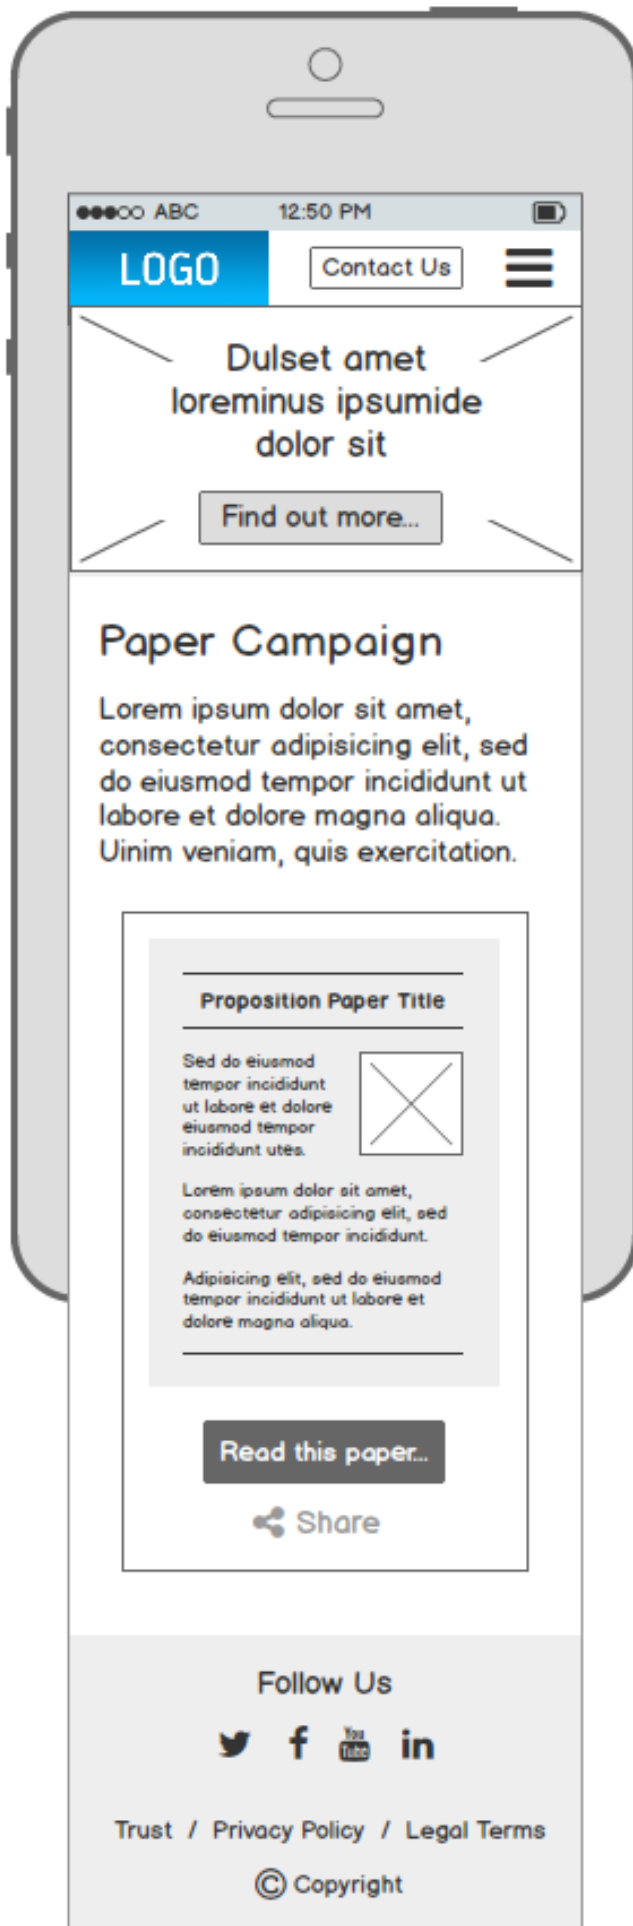 ABC 12:50 PM
LOGO Contact Us
Dulset amet
loreminus ipsumide
dolor sit
Find out more...
Paper Campaign
Lorem ipsum dolor sit amet,
consectetur adipisicing elit, sed
do eiusmod tempor incididunt ut
labore et dolore magna aliqua.
Uinim veniam, quis exercitation.
Proposition Paper Title
Sed do eiusmod
tempor incididunt
ut labore et dolore
eiusmod tempor
incididunt utes.
Lorem ipsum dolor sit amet,
consectetur adipisicing elit, sed
do eiusmod tempor incididunt.
Adipisicing elit, sed do eiusmod
tempor incididunt ut labore et
dolore magna aliqua.
Read this paper...
Share
Follow Us
You Tube in
Trust / Privacy Policy / Legal Terms
© Copyright